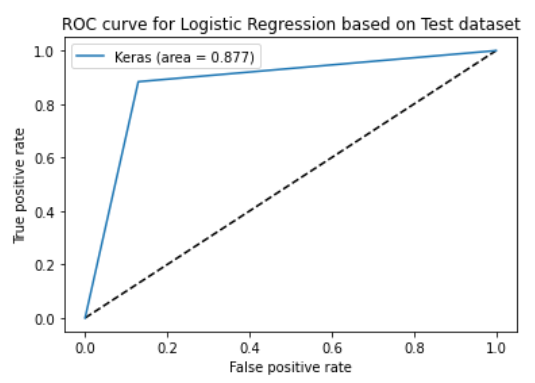 ROC curve for Logistic Regression based on Test dataset
Keras (area = 0.877)
True positive rate
1.0
0.8
0.6
0.4
0.2
0.0
0.0 0.2 0.4 0.6 0.8 1.0
False positive rate